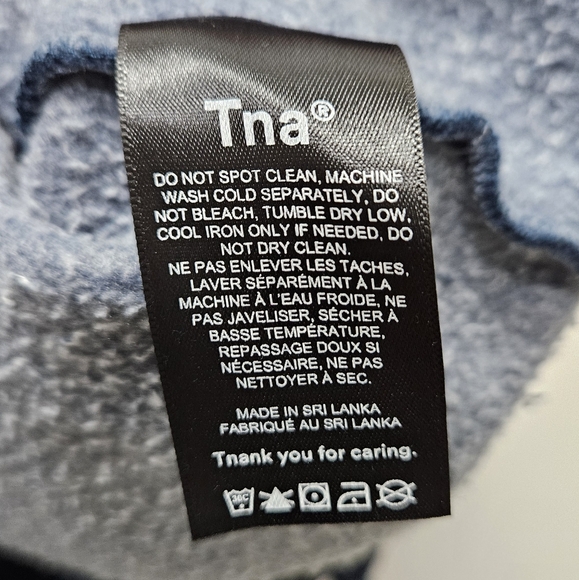 Tna®
DO NOT SPOT CLEAN, MACHINE
WASH COLD SEPARATELY, DO
NOT BLEACH, TUMBLE DRY LOW,
COOL IRON ONLY IF NEEDED, DO
NOT DRY CLEAN.
NE PAS ENLEVER LES TACHES,
LAVER SÉPARÉMENT À LA
MACHINE À L'EAU FROIDE, NE
PAS JAVELISER, SÉCHER À
BASSE TEMPÉRATURE,
REPASSAGE DOUX SI
NÉCESSAIRE, NE PAS
NETTOYER À SEC.
MADE IN SRI LANKA
FABRIQUÉ AU SRI LANKA
Tnank you for caring.
30C